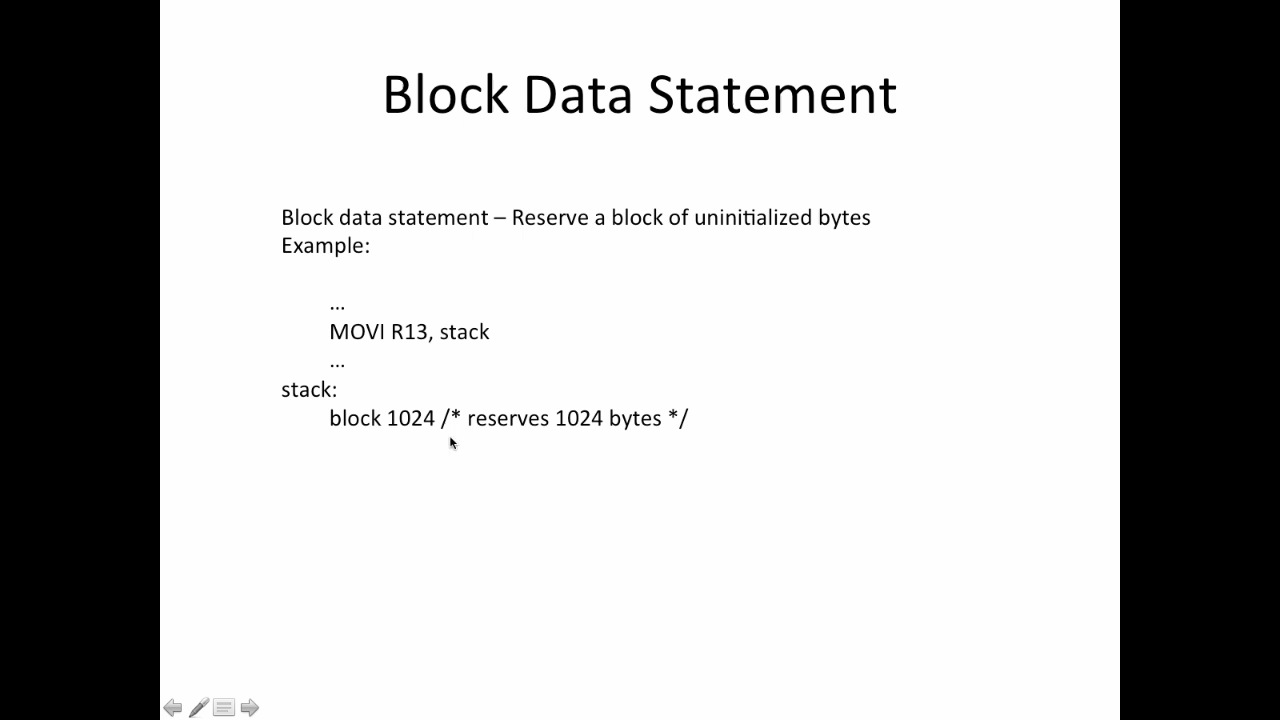 Block Data Statement
Block data statement – Reserve a block of uninitialized bytes
Example:
...
MOVI R13, stack
...
stack:
block 1024 /* reserves 1024 bytes */